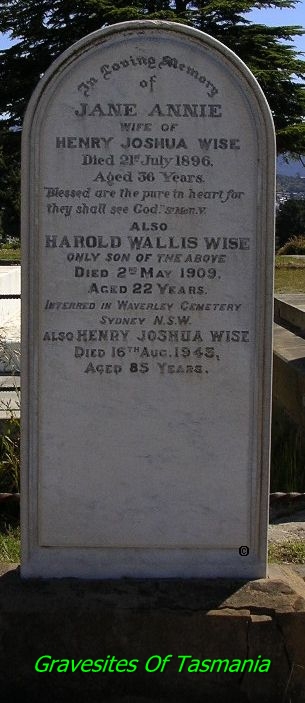 In Loving Memory
of
JANE ANNIE
WIFE OF
HENRY JOSHUA WISE
Died 21st July 1896.
Aged 36 Years.
"Blessed are the pure in heart for
they shall see God." St Matt. V.
ALSO
HAROLD WALLIS WISE
ONLY SON OF THE ABOVE
DIED 2ND MAY 1909,
AGED 22 YEARS.
INTERRED IN WAVERLEY CEMETERY
SYDNEY N.S.W.
ALSO HENRY JOSHUA WISE
DIED 16TH AUG. 1945,
AGED 85 YEARS.
Gravesites Of Tasmania